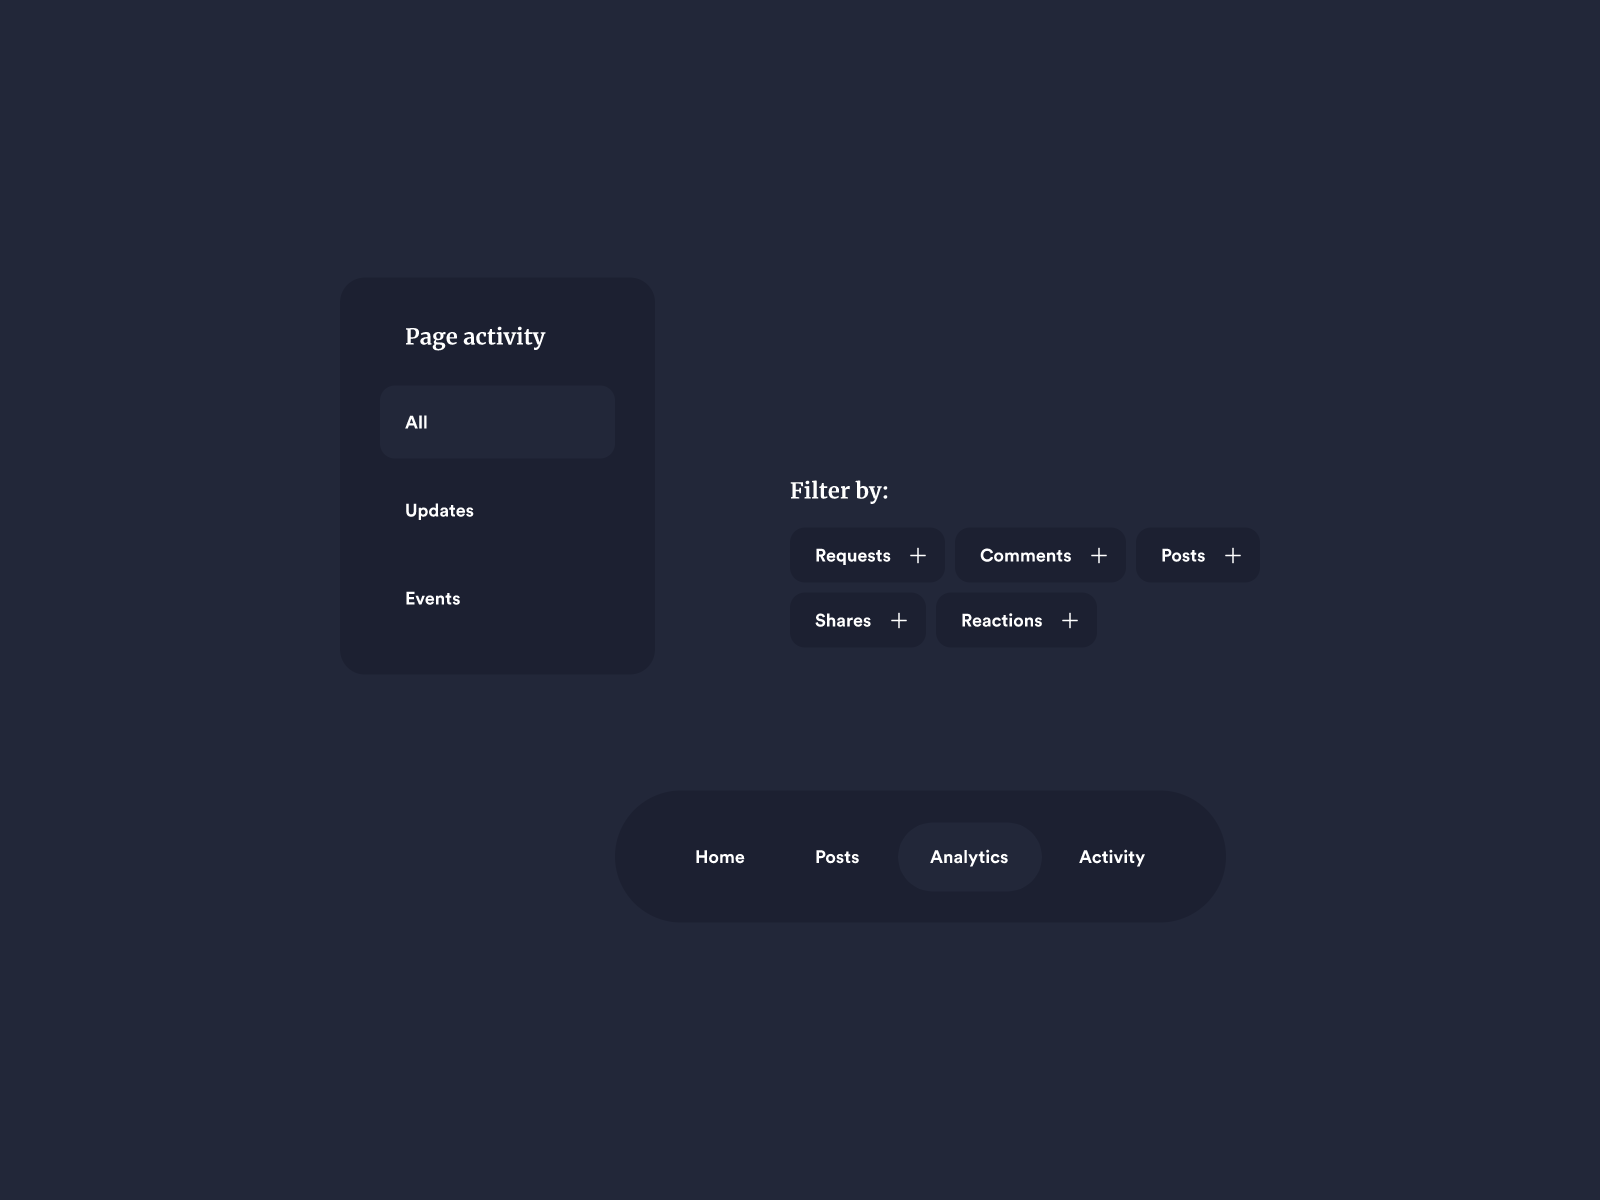 Page activity
All
Updates
Events
Filter by:
Requests Comments Posts
Shares Reactions
Home Posts Analytics Activity